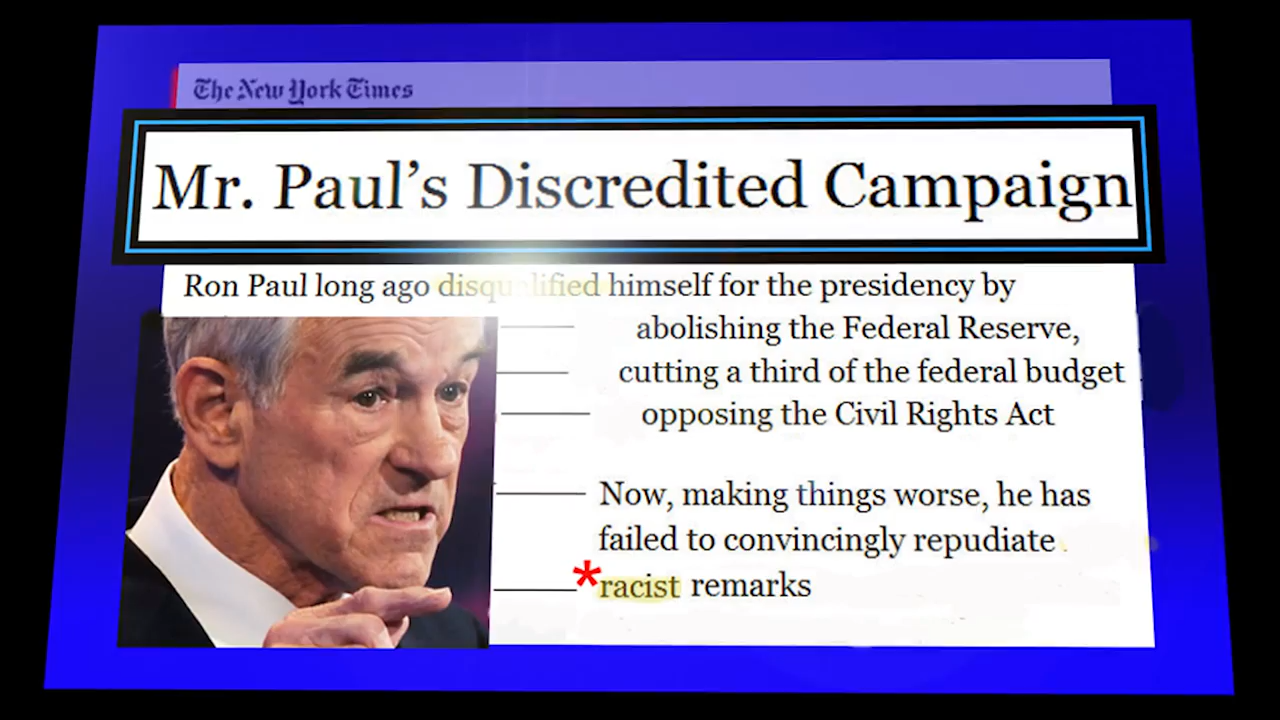 The New York Times
Mr. Paul’s Discredited Campaign
Ron Paul long ago disqualified himself for the presidency by
abolishing the Federal Reserve,
cutting a third of the federal budget
opposing the Civil Rights Act
Now, making things worse, he has
failed to convincingly repudiate
*racist remarks